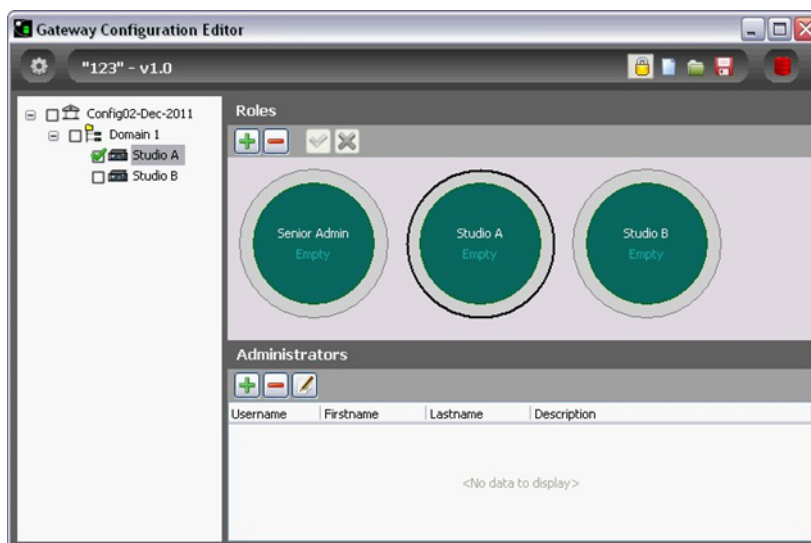 Gateway Configuration Editor
"123" - v1.0
Config02-Dec-2011
Domain 1
Studio A
Studio B
Roles
Senior Admin
Empty
Studio A
Empty
Studio B
Empty
Administrators
Username Firstname Lastname Description
<No data to display>